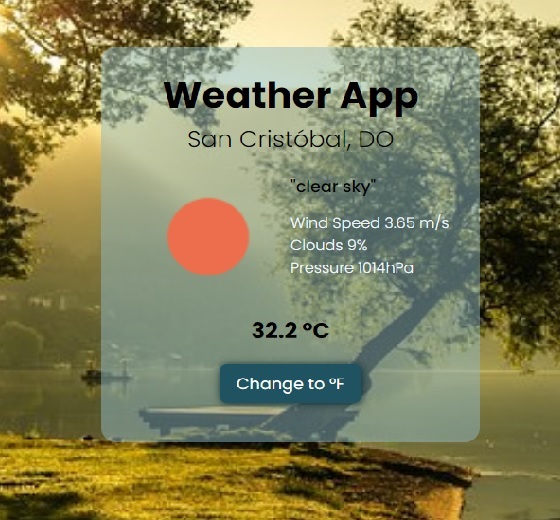 Weather App
San Cristóbal, DO
"clear sky"
Wind Speed 3.65 m/s
Clouds 9%
Pressure 1014hPa
32.2 °C
Change to °F